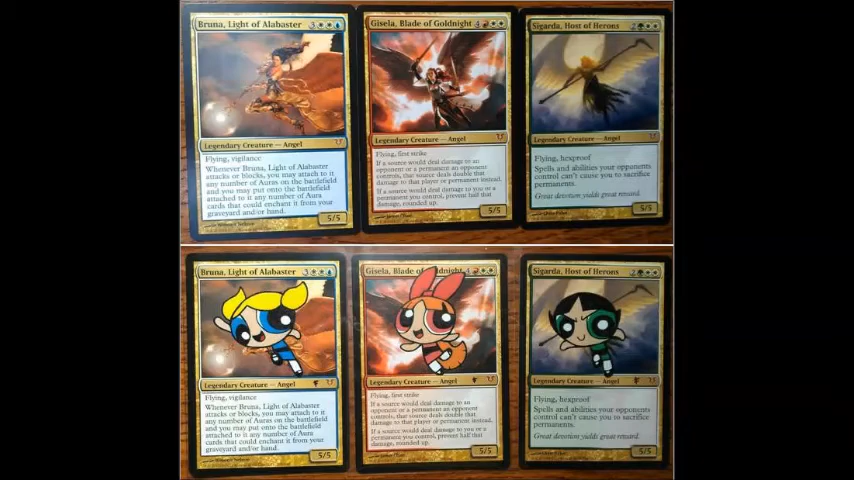 Bruna, Light of Alabaster
Legendary Creature — Angel
Flying, vigilance
Whenever Bruna, Light of Alabaster
attacks or blocks, you may attach to it
any number of Auras on the battlefield
and you may put onto the battlefield
attached to it any number of Aura
cards that could enchant it from your
graveyard and/or hand.
5/5
Gisela, Blade of Goldnight 4
Legendary Creature — Angel
Flying, first strike
If a source would deal damage to an
opponent or a permanent an opponent
controls, that source deals double that
damage to that player or permanent instead.
If a source would deal damage to you or a
permanent you control, prevent half that
damage, rounded up.
5/5
Sigarda, Host of Herons 2
Legendary Creature — Angel
Flying, hexproof
Spells and abilities your opponents
control can't cause you to sacrifice
permanents.
Great devotion yields great reward.
5/5
Bruna, Light of Alabaster 3
Legendary Creature — Angel
Flying, vigilance
Whenever Bruna, Light of Alabaster
attacks or blocks, you may attach to it
any number of Auras on the battlefield
and you may put onto the battlefield
attached to it any number of Aura
cards that could enchant it from your
graveyard and/or hand.
5/5
Gisela, Blade of Goldnight 4
Legendary Creature — Angel
Flying, first strike
If a source would deal damage to an
opponent or a permanent an opponent
controls, that source deals double that
damage to that player or permanent instead.
If a source would deal damage to you or a
permanent you control, prevent half that
damage, rounded up.
5/5
Sigarda, Host of Herons 2
Legendary Creature — Angel
Flying, hexproof
Spells and abilities your opponents
control can't cause you to sacrifice
permanents.
Great devotion yields great reward.
5/5